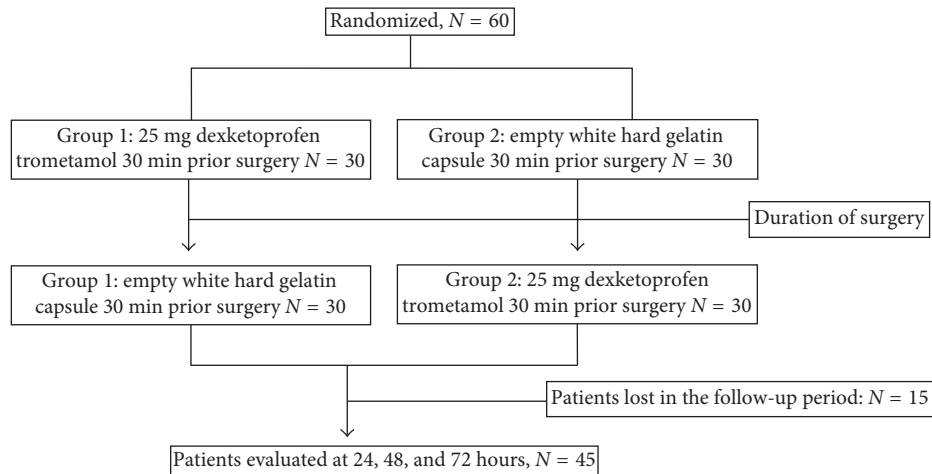 Randomized, N = 60
Group 1: 25 mg dexketoprofen
trometamol 30 min prior surgery N = 30
Group 2: empty white hard gelatin
capsule 30 min prior surgery N = 30
Duration of surgery
Group 1: empty white hard gelatin
capsule 30 min prior surgery N = 30
Group 2: 25 mg dexketoprofen
trometamol 30 min prior surgery N = 30
Patients lost in the follow-up period: N = 15
Patients evaluated at 24, 48, and 72 hours, N = 45